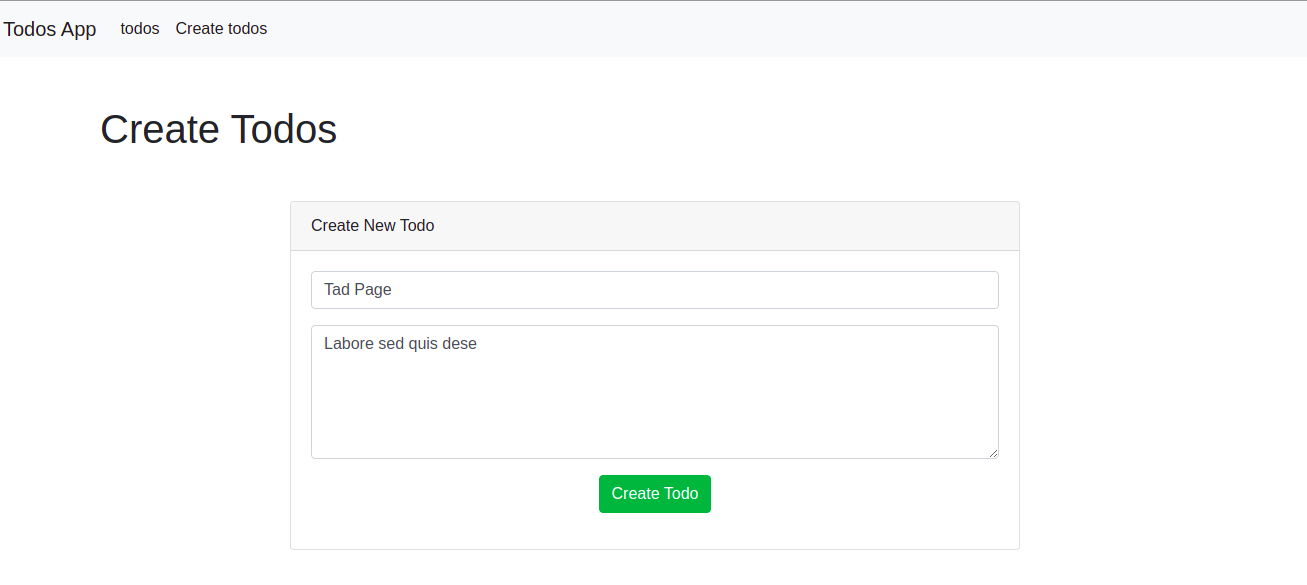 Todos App todos Create todos
Create Todos
Create New Todo
Tad Page
Labore sed quis dese
Create Todo